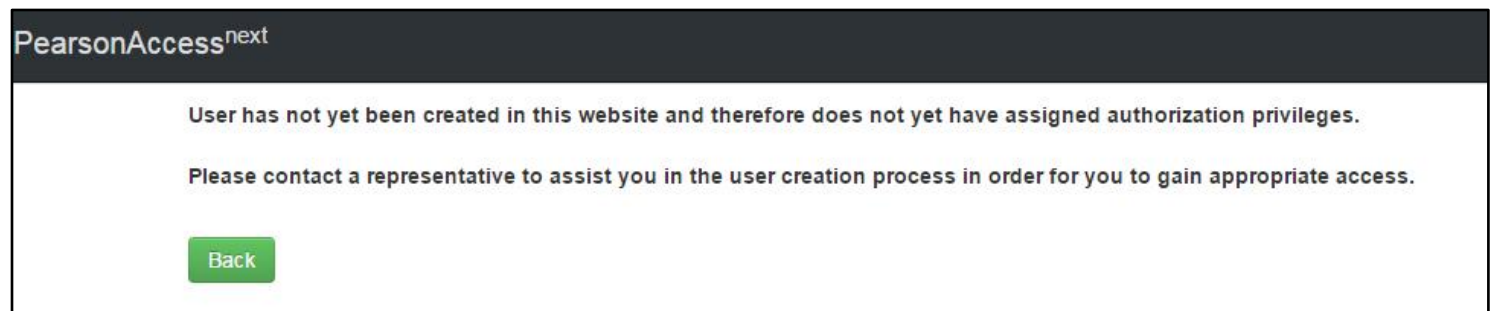 PearsonAccessnext
User has not yet been created in this website and therefore does not yet have assigned authorization privileges.
Please contact a representative to assist you in the user creation process in order for you to gain appropriate access.
Back